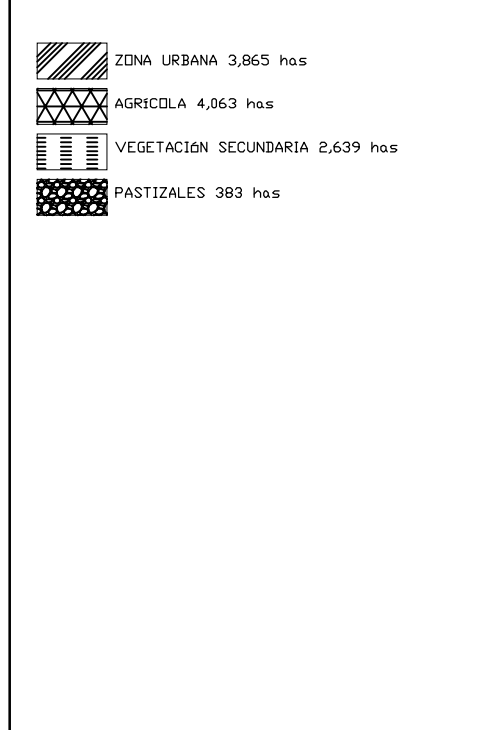 ZONA URBANA 3,865 has
AGRíCOLA 4,063 has
VEGETACIóN SECUNDARIA 2,639 has
PASTIZALES 383 has